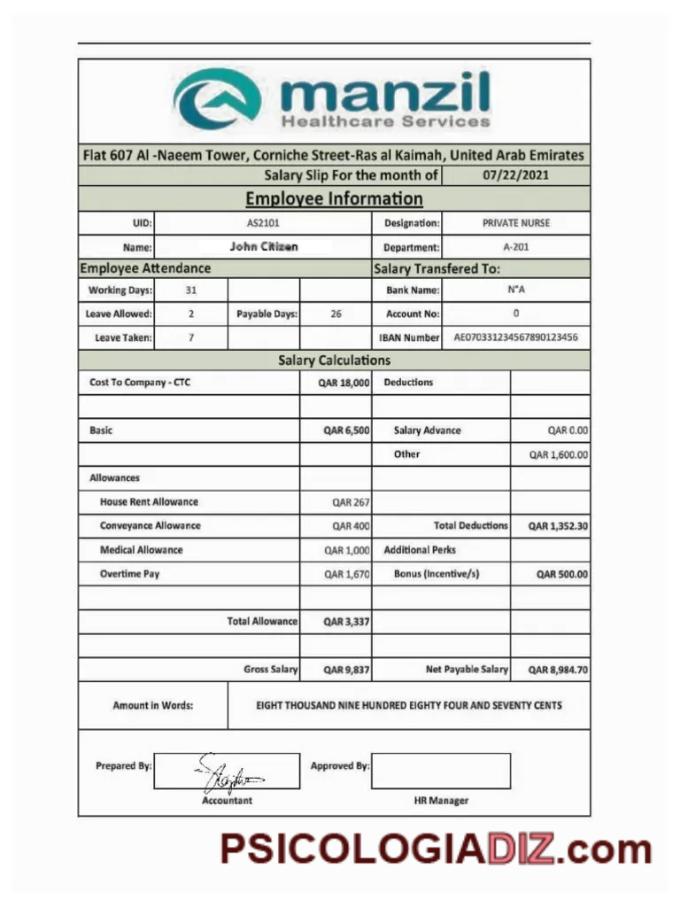 manzil
Healthcare Services
Flat 607 Al -Naeem Tower, Corniche Street-Ras al Kaimah, United Arab Emirates
Salary Slip For the month of 07/22/2021
Employee Information
UID: AS2101 Designation: PRIVATE NURSE
Name: John Citizen Department: A-201
Employee Attendance Salary Transfered To:
Working Days: 31 Bank Name: N"A
Leave Allowed: 2 Payable Days: 26 Account No: 0
Leave Taken: 7 IBAN Number AE070331234567890123456
Salary Calculations
Cost To Company - CTC QAR 18,000 Deductions
Basic QAR 6,500 Salary Advance QAR 0.00
Other QAR 1,600.00
Allowances
House Rent Allowance QAR 267
Conveyance Allowance QAR 400 Total Deductions QAR 1,352.30
Medical Allowance QAR 1,000 Additional Perks
Overtime Pay QAR 1,670 Bonus (Incentive/s) QAR 500.00
Total Allowance QAR 3,337
Gross Salary QAR 9,837 Net Payable Salary QAR 8,984.70
Amount in Words: EIGHT THOUSAND NINE HUNDRED EIGHTY FOUR AND SEVENTY CENTS
Prepared By: Approved By:
Accountant HR Manager
PSICOLOGIADIZ.com